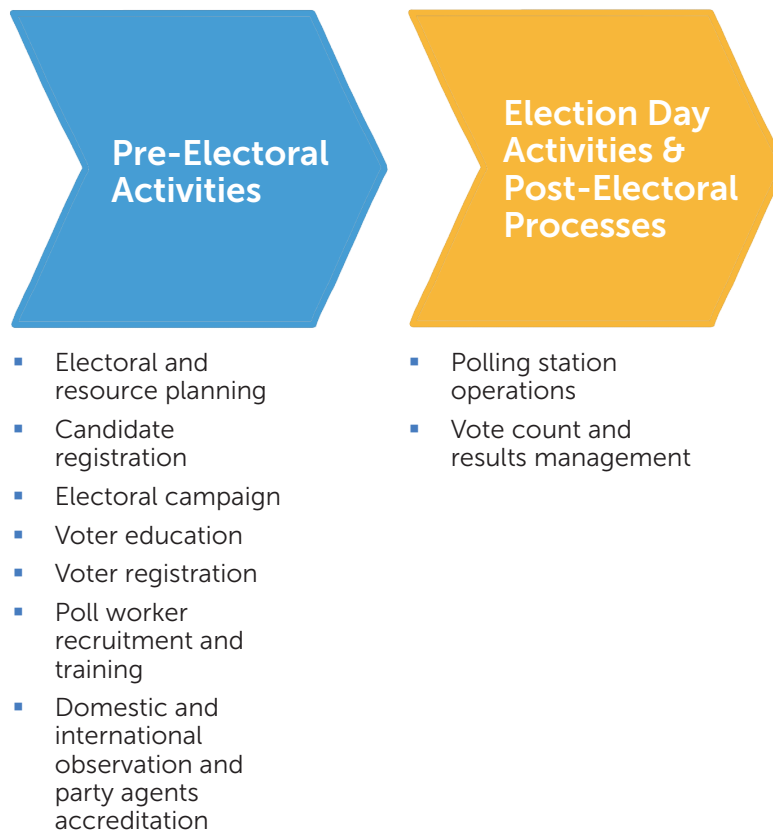 Pre-Electoral
Activities
▪ Electoral and
resource planning
▪ Candidate
registration
▪ Electoral campaign
▪ Voter education
▪ Voter registration
▪ Poll worker
recruitment and
training
▪ Domestic and
international
observation and
party agents
accreditation
Election Day
Activities &
Post-Electoral
Processes
▪ Polling station
operations
▪ Vote count and
results management